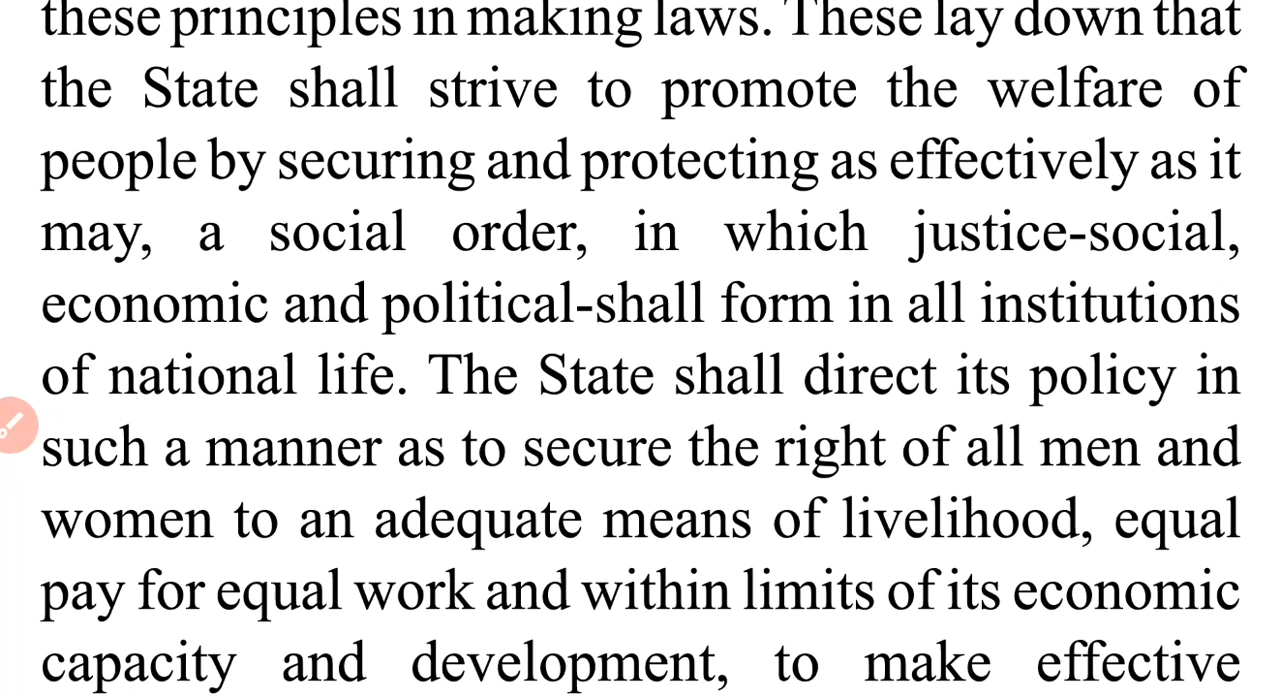 these principles in making laws. These lay down that
the State shall strive to promote the welfare of
people by securing and protecting as effectively as it
may, a social order, in which justice-social,
economic and political-shall form in all institutions
of national life. The State shall direct its policy in
such a manner as to secure the right of all men and
women to an adequate means of livelihood, equal
pay for equal work and within limits of its economic
capacity and development, to make effective